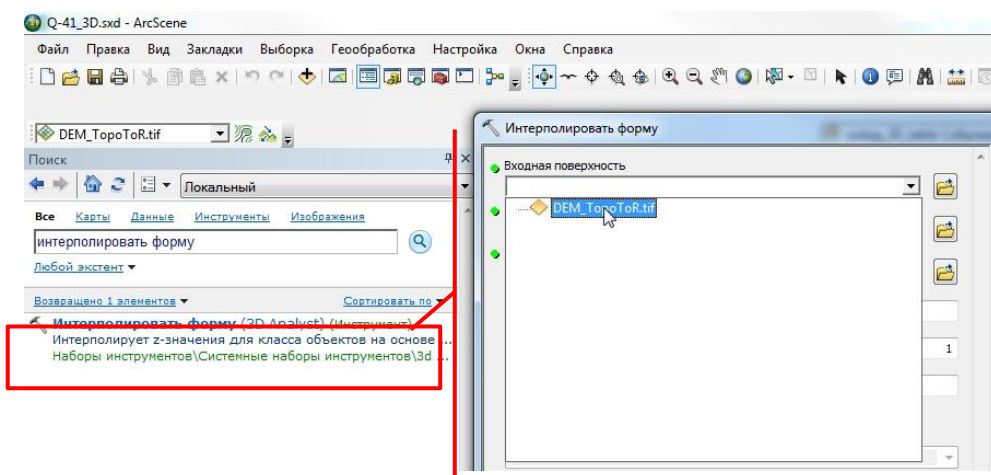 Q-41_3D.sxd - ArcScene
Файл Правка Вид Закладки Выборка Геообработка Настройка Окна Справка
DEM_TopoToR.tif
Поиск
Локальный
Все Карты Данные Инструменты Изображения
интерполировать форму
Любой экстент
Возвращено 1 элементов Сортировать по
Интерполировать форму (3D Analyst) (Инструмент)
Интерполирует z-значения для класса объектов на основе ...
Наборы инструментов\Системные наборы инструментов\3d ...
Интерполировать форму
Входная поверхность
DEM_TopoToR.tif
1